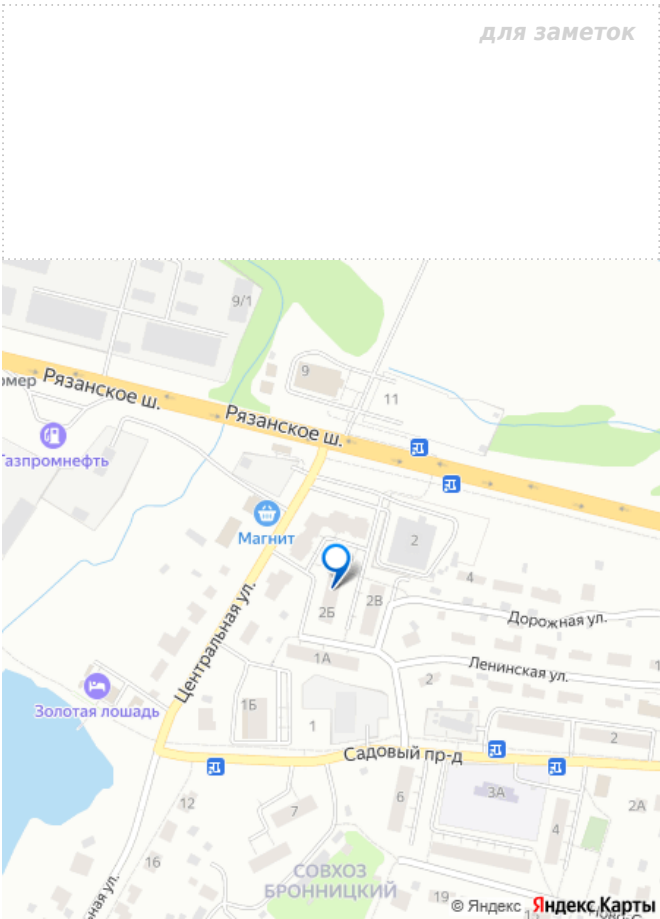 для заметок
9/1
9
11
Рязанское ш.
Рязанское ш.
Газпромнефть
Магнит
2
4
2Б
2В
Дорожная ул.
Центральная ул.
1А
Ленинская ул.
2
Золотая лошадь
1Б
1
Садовый пр-д
2
3А
6
12
7
4
2А
16
СОВХОЗ
БРОННИЦКИЙ
19
© Яндекс Яндекс Карты